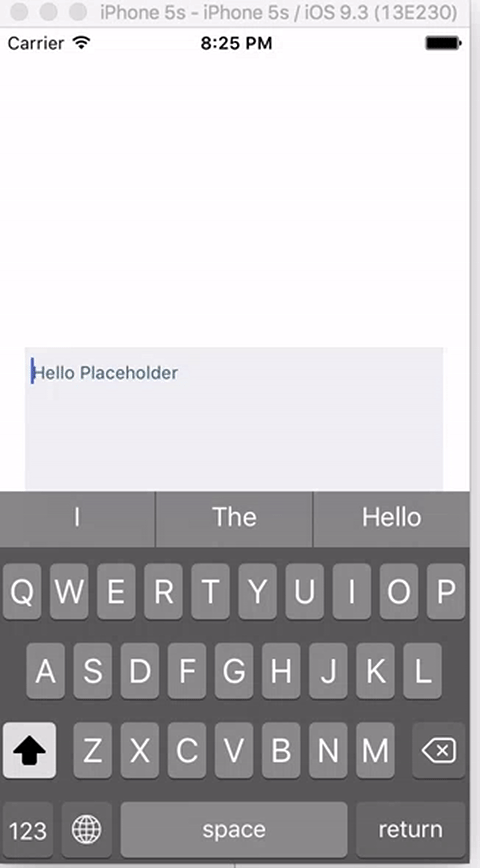 iPhone 5s - iPhone 5s / iOS 9.3 (13E230)
Carrier 8:25 PM
Hello Placeholder
I The Hello
Q W E R T Y U I O P
A S D F G H J K L
Z X C V B N M
123 space return